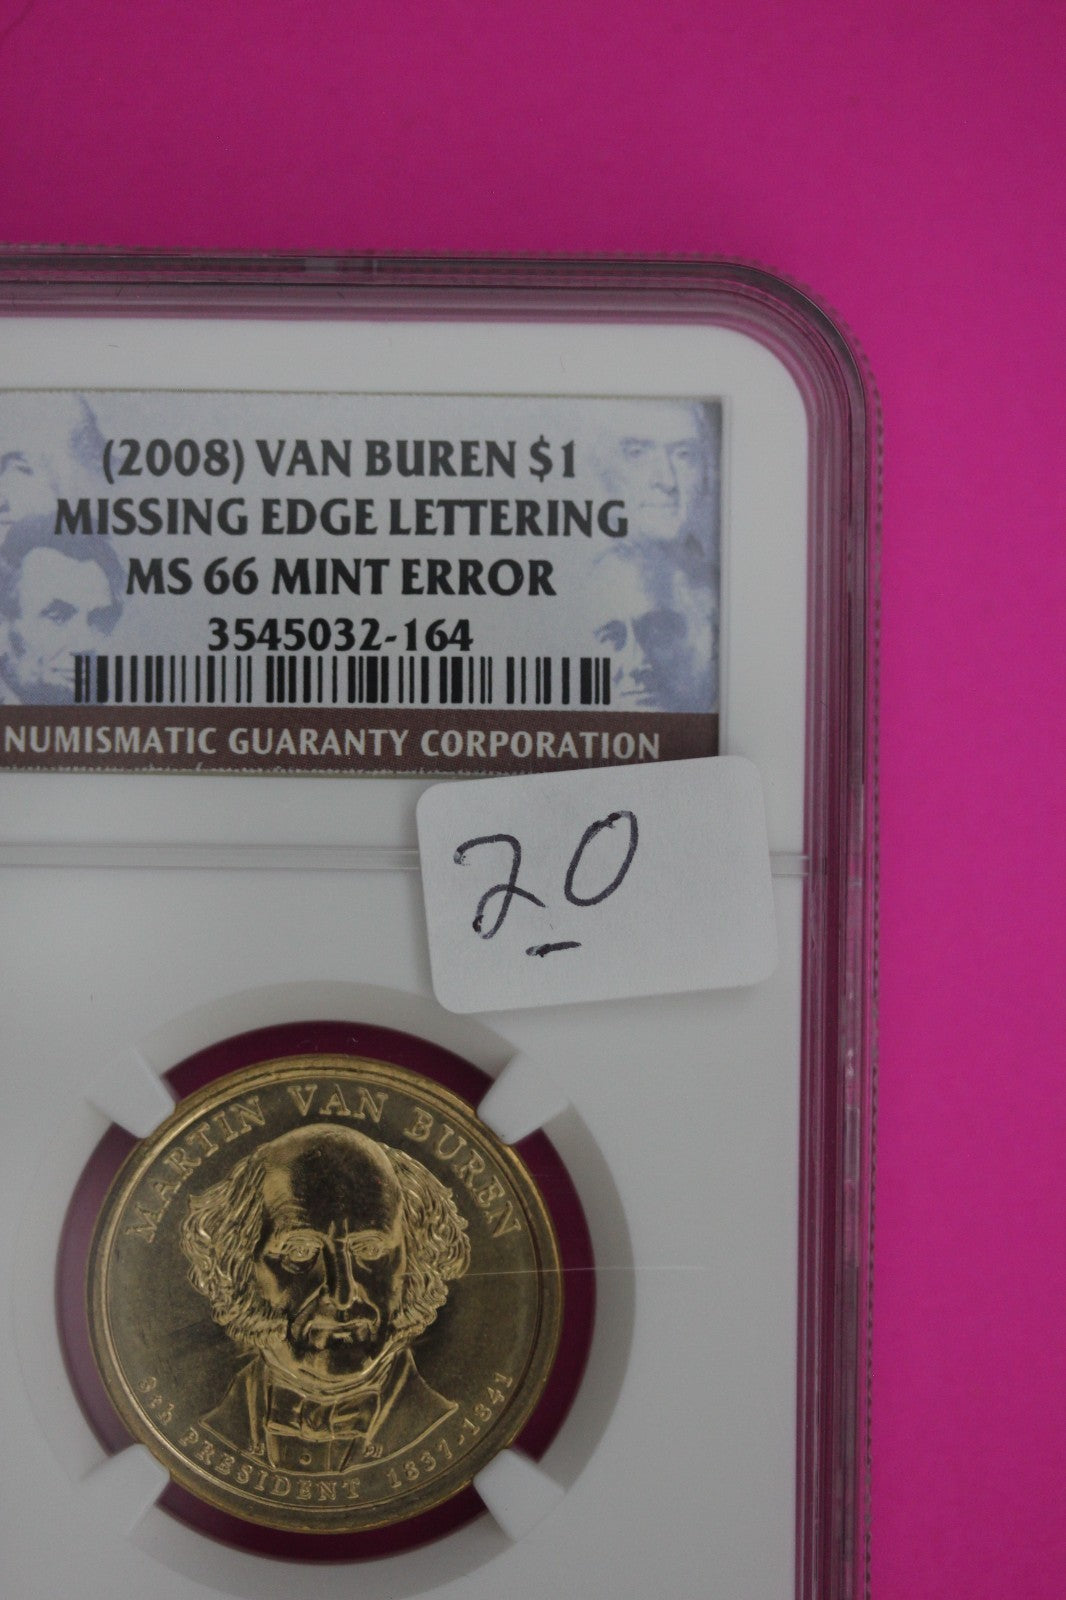 (2008) VAN BUREN $1
MISSING EDGE LETTERING
MS 66 MINT ERROR
3545032-164
NUMISMATIC GUARANTY CORPORATION
20
MARTIN VAN BUREN
8th PRESIDENT 1837-1841